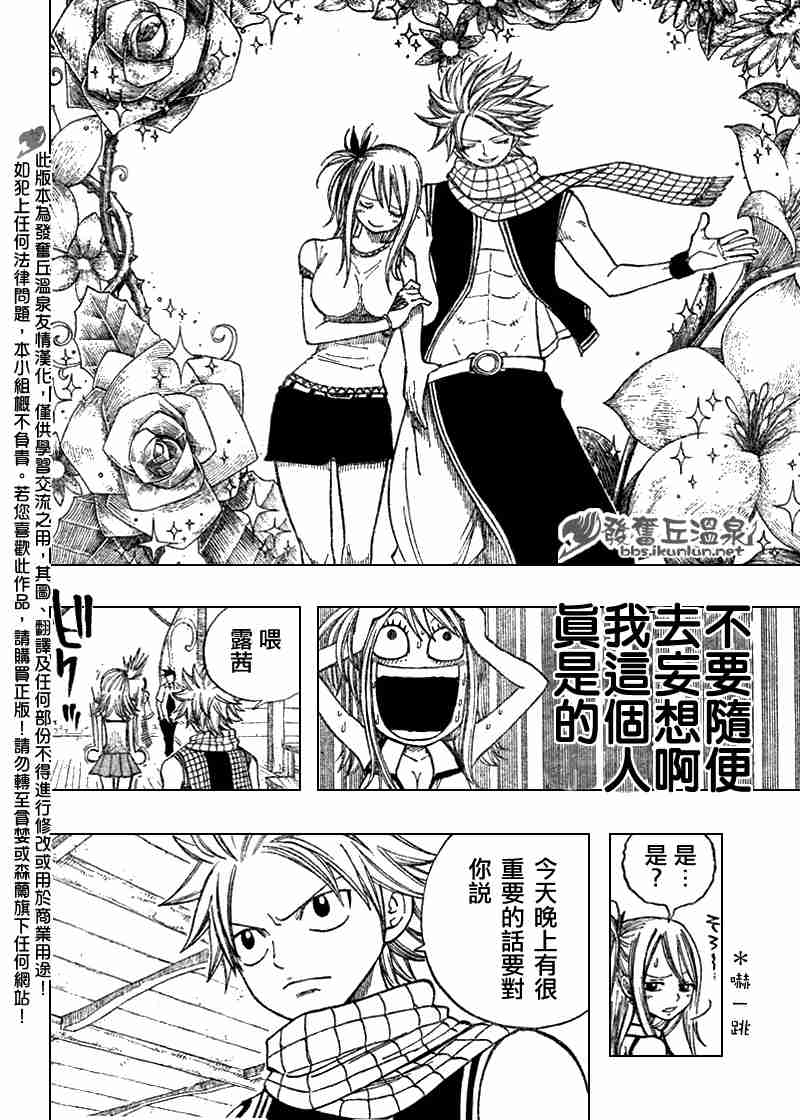 不要隨便
去妄想啊
我這個人
真是的
喂
露茜
ビクッ
是…
是？
＊嚇一跳
今天晚上有很
重要的話要對
你說
發奮丘溫泉
bbs.ikunlun.net
此版本為發奮丘溫泉友情漢化，僅供學習交流之用，其圖、翻譯及任何部份不得進行修改或用於商業用途！
如犯上任何法律問題，本小組概不負責。若您喜歡此作品，請購買正版！請勿轉至貪婪或森蘭旗下任何網站！